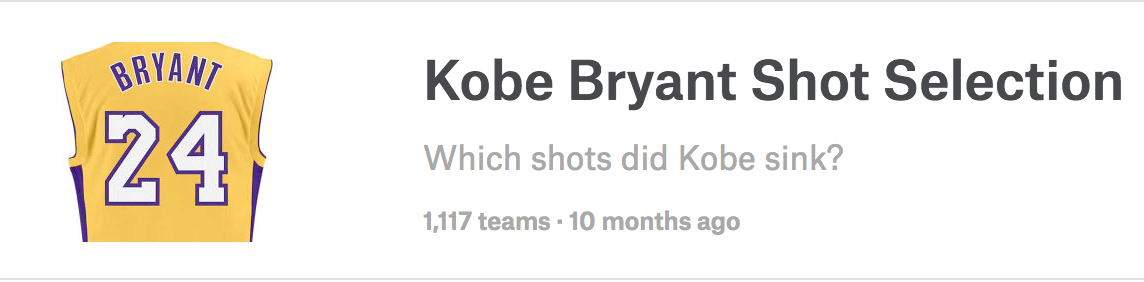 BRYANT
24
Kobe Bryant Shot Selection
Which shots did Kobe sink?
1,117 teams · 10 months ago